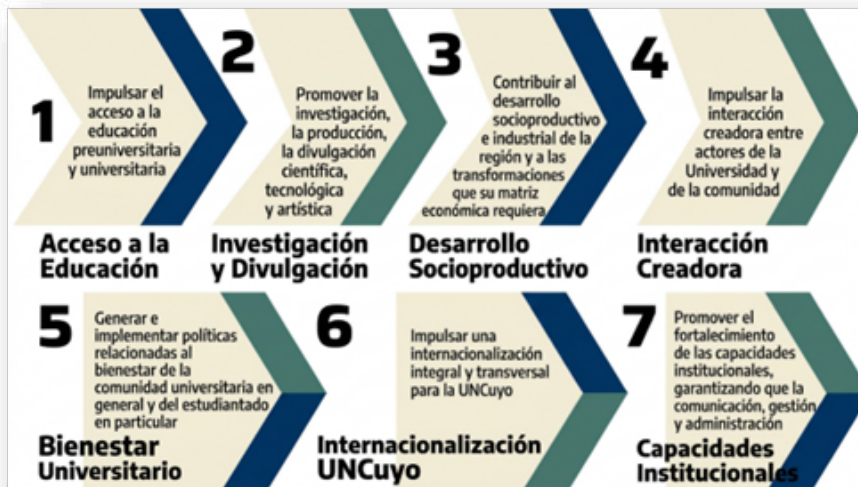 1
Impulsar el
acceso a la
educación
preuniversitaria
y universitaria
Acceso a la
Educación
2
Promover la
investigación,
la producción,
la divulgación
científica,
tecnológica
y artística
Investigación
y Divulgación
3
Contribuir al
desarrollo
socioproductivo
e industrial de la
región y a las
transformaciones
que su matriz
económica requiera
Desarrollo
Socioproductivo
4
Impulsar la
interacción
creadora entre
actores de la
Universidad y
de la comunidad
Interacción
Creadora
5
Generar e
implementar políticas
relacionadas al
bienestar de la
comunidad universitaria en
general y del estudiantado
en particular
Bienestar
Universitario
6
Impulsar una
internacionalización
integral y transversal
para la UNCuyo
Internacionalización
UNCuyo
7
Promover el
fortalecimiento
de las capacidades
institucionales,
garantizando que la
comunicación, gestión
y administración
Capacidades
Institucionales